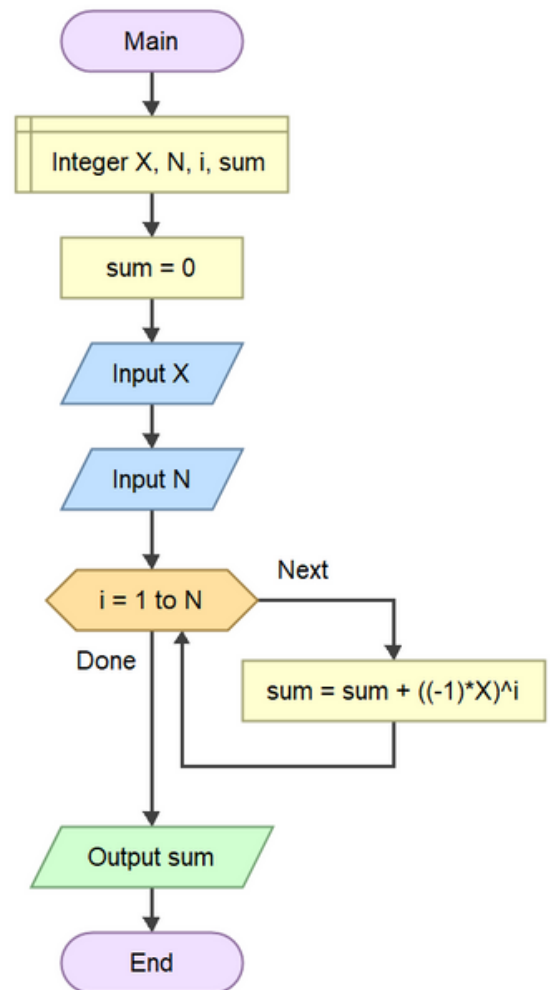 Main
Integer X, N, i, sum
sum = 0
Input X
Input N
i = 1 to N
Next
Done
sum = sum + ((-1)*X)^i
Output sum
End